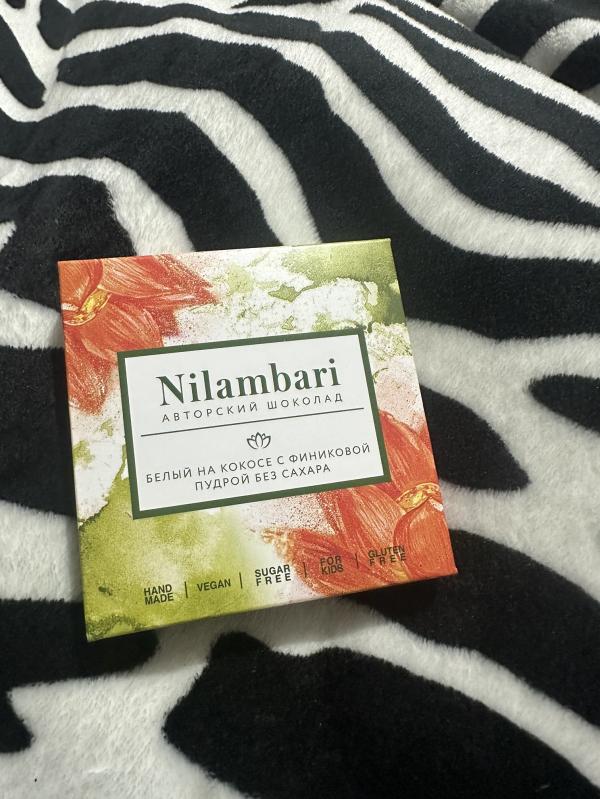 Nilambari
АВТОРСКИЙ ШОКОЛАД
БЕЛЫЙ НА КОКОСЕ С ФИНИКОВОЙ
ПУДРОЙ БЕЗ САХАРА
HAND MADE | VEGAN | SUGAR FREE | FOR KIDS | GLUTEN FREE